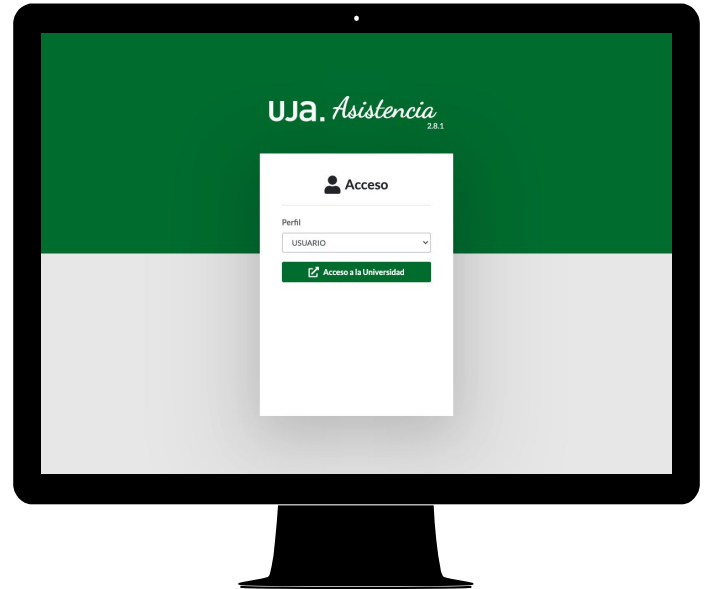 uja. Asistencia
2.8.1
Acceso
Perfil
USUARIO
Acceso a la Universidad